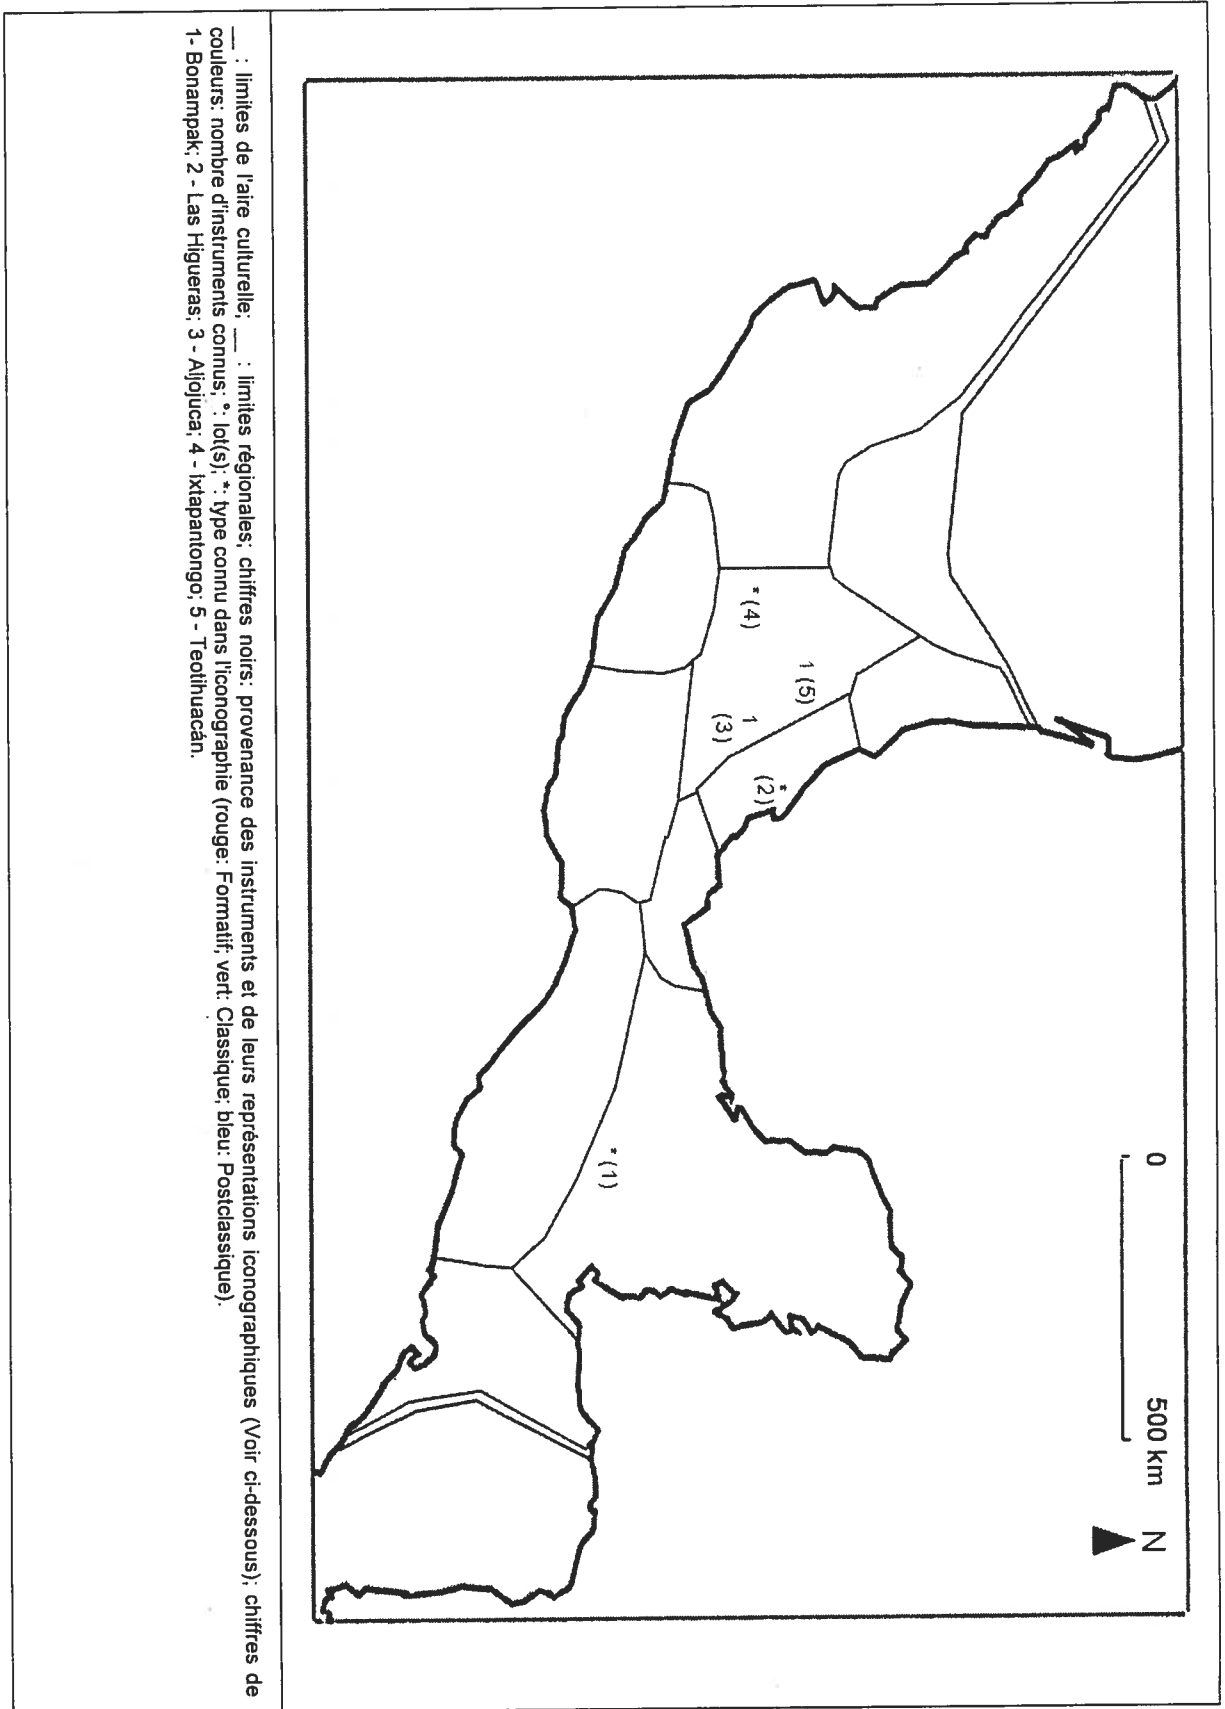 0 500 km
N
* (4)
1 (5)
1
(3)
*
(2)
* (1)
__ : limites de l'aire culturelle; __ : limites régionales; chiffres noirs: provenance des instruments et de leurs représentations iconographiques (Voir ci-dessous); chiffres de
couleurs: nombre d'instruments connus; °: lot(s); *: type connu dans l'iconographie (rouge: Formatif; vert: Classique; bleu: Postclassique).
1- Bonampak; 2 - Las Higueras; 3 - Aljojuca; 4 - Ixtapantongo; 5 - Teotihuacán.